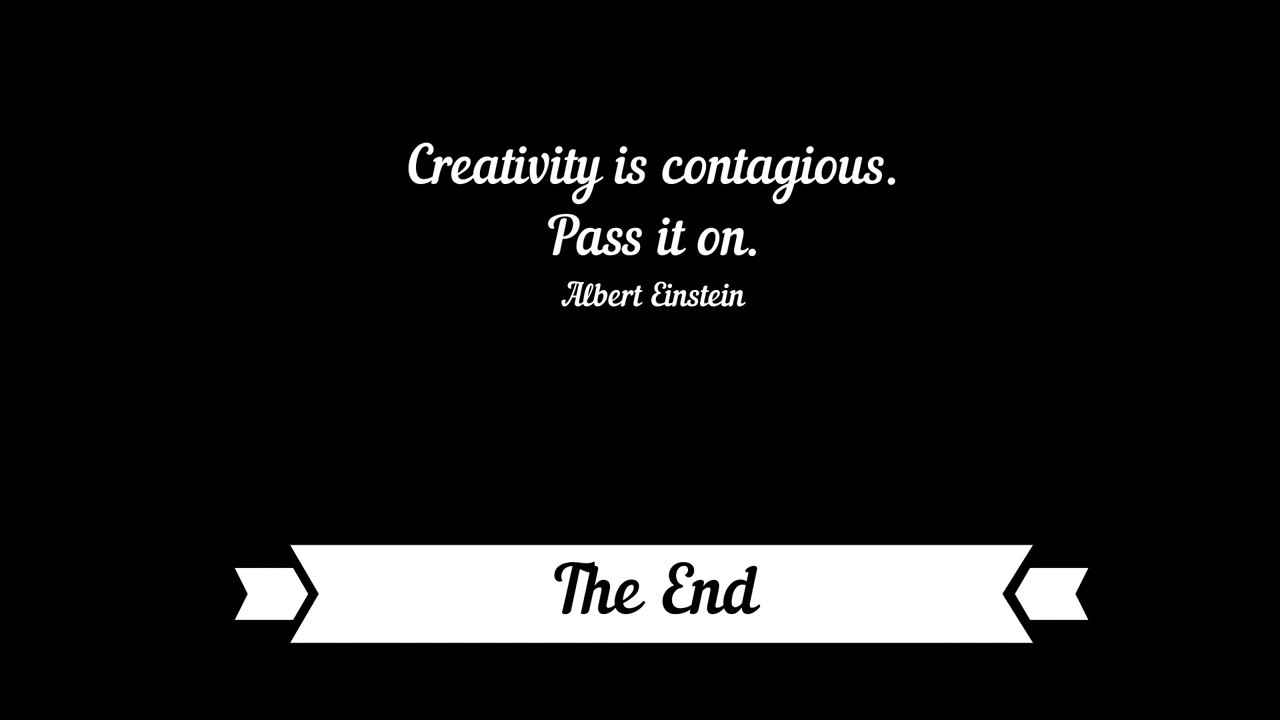 Creativity is contagious.
Pass it on.
Albert Einstein
The End